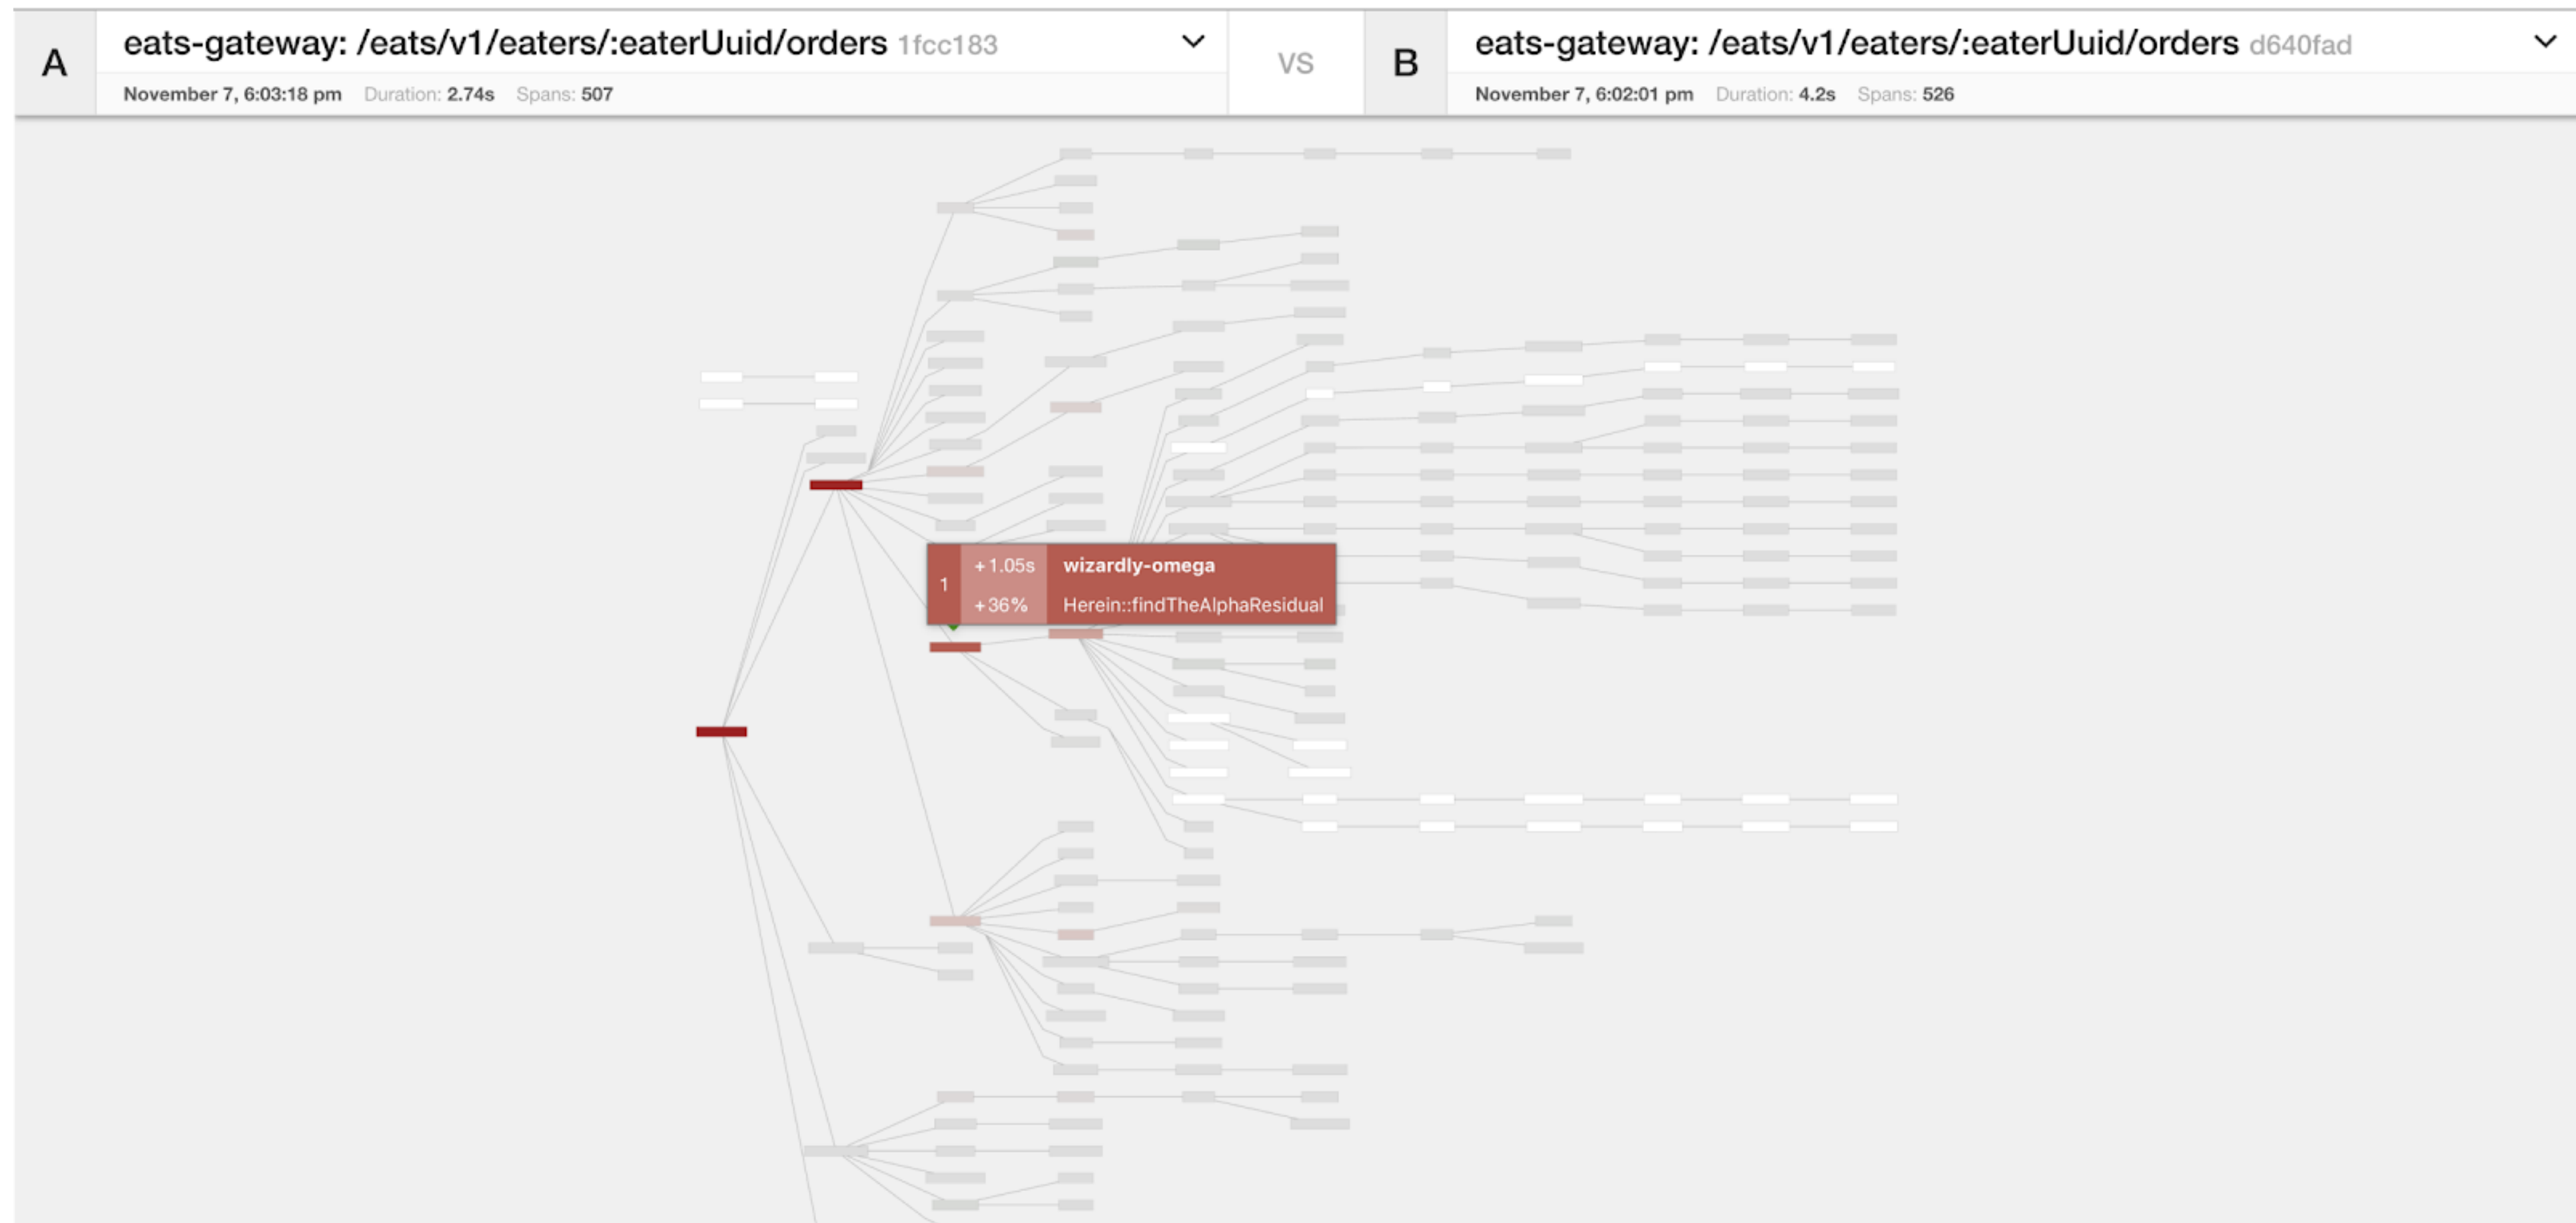 A
eats-gateway: /eats/v1/eaters/:eaterUuid/orders 1fcc183
November 7, 6:03:18 pm Duration: 2.74s Spans: 507
VS
B
eats-gateway: /eats/v1/eaters/:eaterUuid/orders d640fad
November 7, 6:02:01 pm Duration: 4.2s Spans: 526
1
+1.05s wizardly-omega
+36% Herein::findTheAlphaResidual